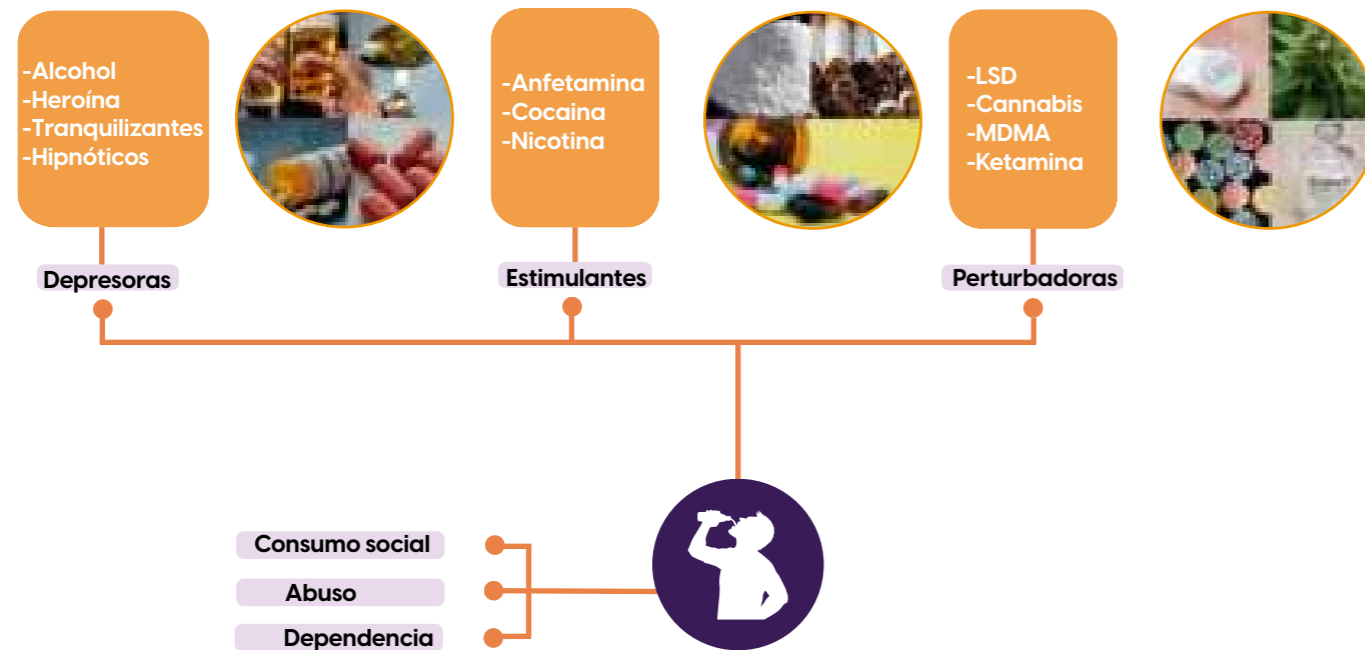 -Alcohol
-Heroína
-Tranquilizantes
-Hipnóticos
-Anfetamina
-Cocaina
-Nicotina
-LSD
-Cannabis
-MDMA
-Ketamina
Depresoras
Estimulantes
Perturbadoras
Consumo social
Abuso
Dependencia